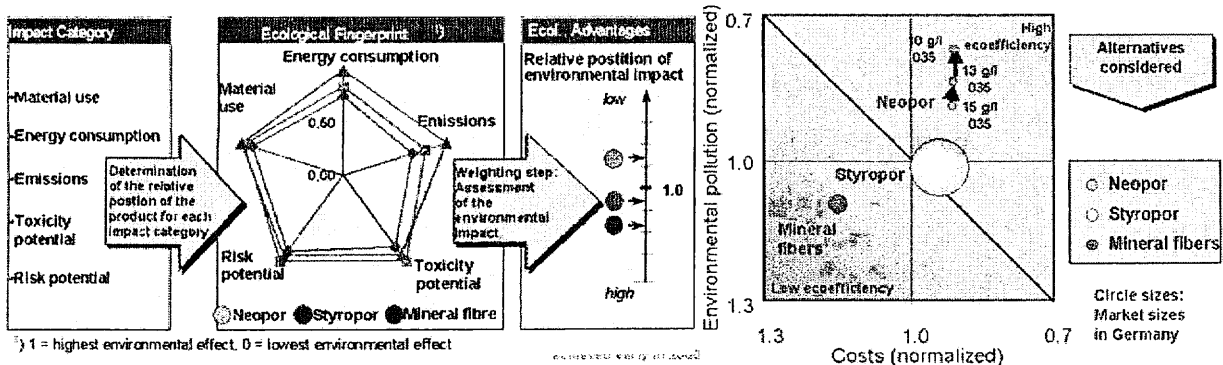 Impact Category
Material use
Energy consumption
Emissions
Toxicity
potential
Risk potential
Determination
of the relative
postion of the
product for each
impact category
Ecological Fingerprint ¹)
Energy consumption
Material
use
Emissions
0,50
0,00
Risk
potential
Toxicity
potential
Neopor Styropor Mineral fibre
¹) 1 = highest environmental effect, 0 = lowest environmental effect
Weighting step:
Assessment
of the
environmental
impact
Ecol. Advantages
Relative postition of
environmental impact
low
1.0
high
Environmental pollution (normalized)
0.7
1.0
1.3
High
ecoefficiency
10 g/l
035
13 g/l
035
Neopor
15 g/l
035
Styropor
Mineral
fibers
Low ecoefficiency
1.3
1.0
0.7
Costs (normalized)
Alternatives
considered
Neopor
Styropor
Mineral fibers
Circle sizes:
Market sizes
in Germany